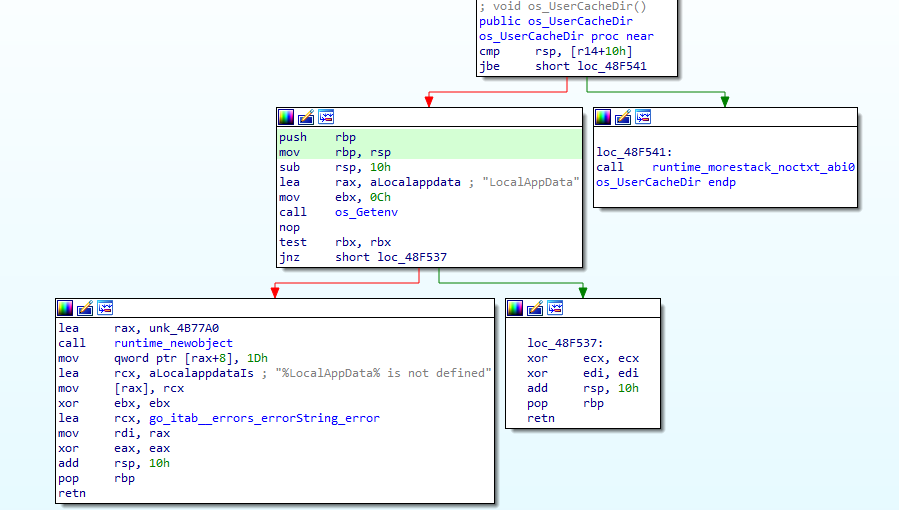 ; void os_UserCacheDir()
public os_UserCacheDir
os_UserCacheDir proc near
cmp rsp, [r14+10h]
jbe short loc_48F541
push rbp
mov rbp, rsp
sub rsp, 10h
lea rax, aLocalappdata ; "LocalAppData"
mov ebx, 0Ch
call os_Getenv
nop
test rbx, rbx
jnz short loc_48F537
loc_48F541:
call runtime_morestack_noctxt_abi0
os_UserCacheDir endp
lea rax, unk_4B77A0
call runtime_newobject
mov qword ptr [rax+8], 1Dh
lea rcx, aLocalappdataIs ; "%LocalAppData% is not defined"
mov [rax], rcx
xor ebx, ebx
lea rcx, go_itab__errors_errorString_error
mov rdi, rax
xor eax, eax
add rsp, 10h
pop rbp
retn
loc_48F537:
xor ecx, ecx
xor edi, edi
add rsp, 10h
pop rbp
retn